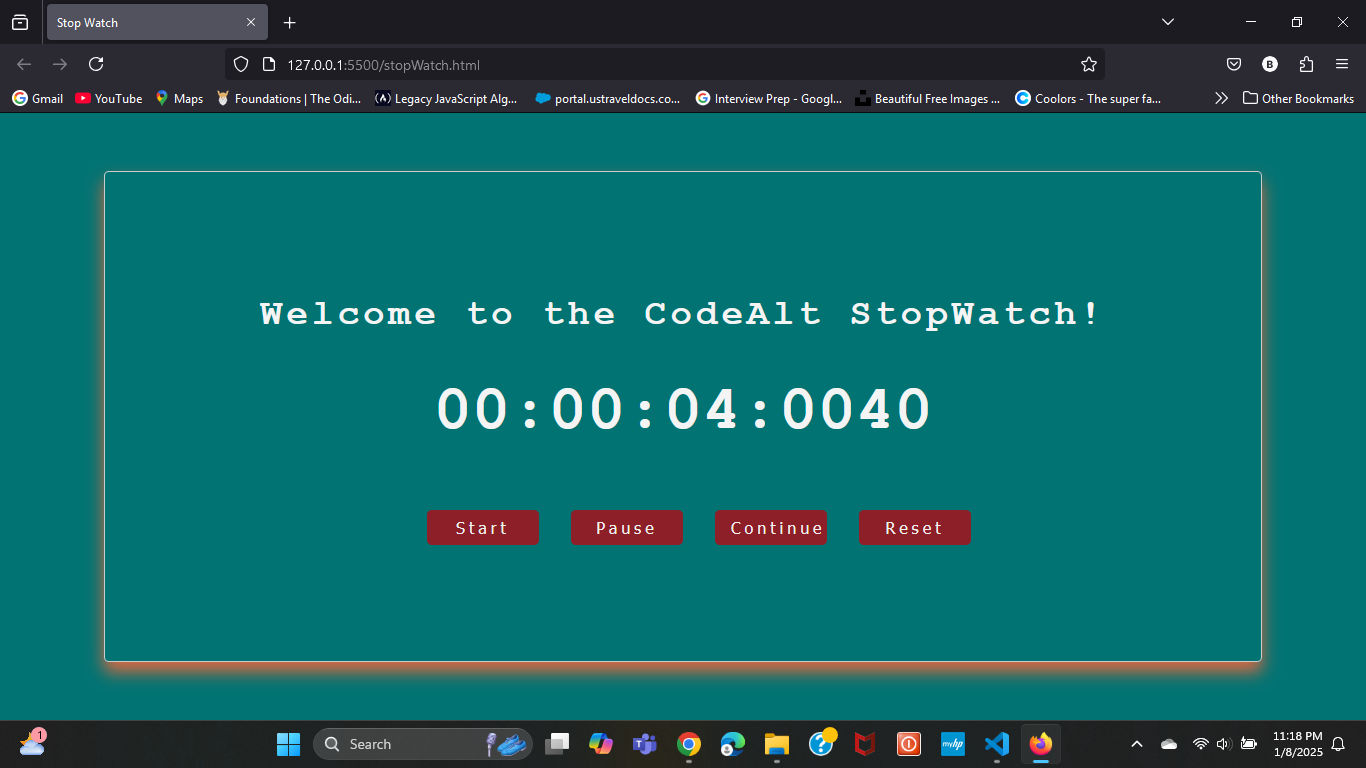 Stop Watch
127.0.0.1:5500/stopWatch.html
B
Gmail YouTube Maps Foundations | The Odi... Legacy JavaScript Alg... portal.ustraveldocs.co... Interview Prep - Googl... Beautiful Free Images ... Coolors - The super fa... Other Bookmarks
Welcome to the CodeAlt StopWatch!
00:00:04:0040
Start Pause Continue Reset
1
Search
myhp
11:18 PM
1/8/2025